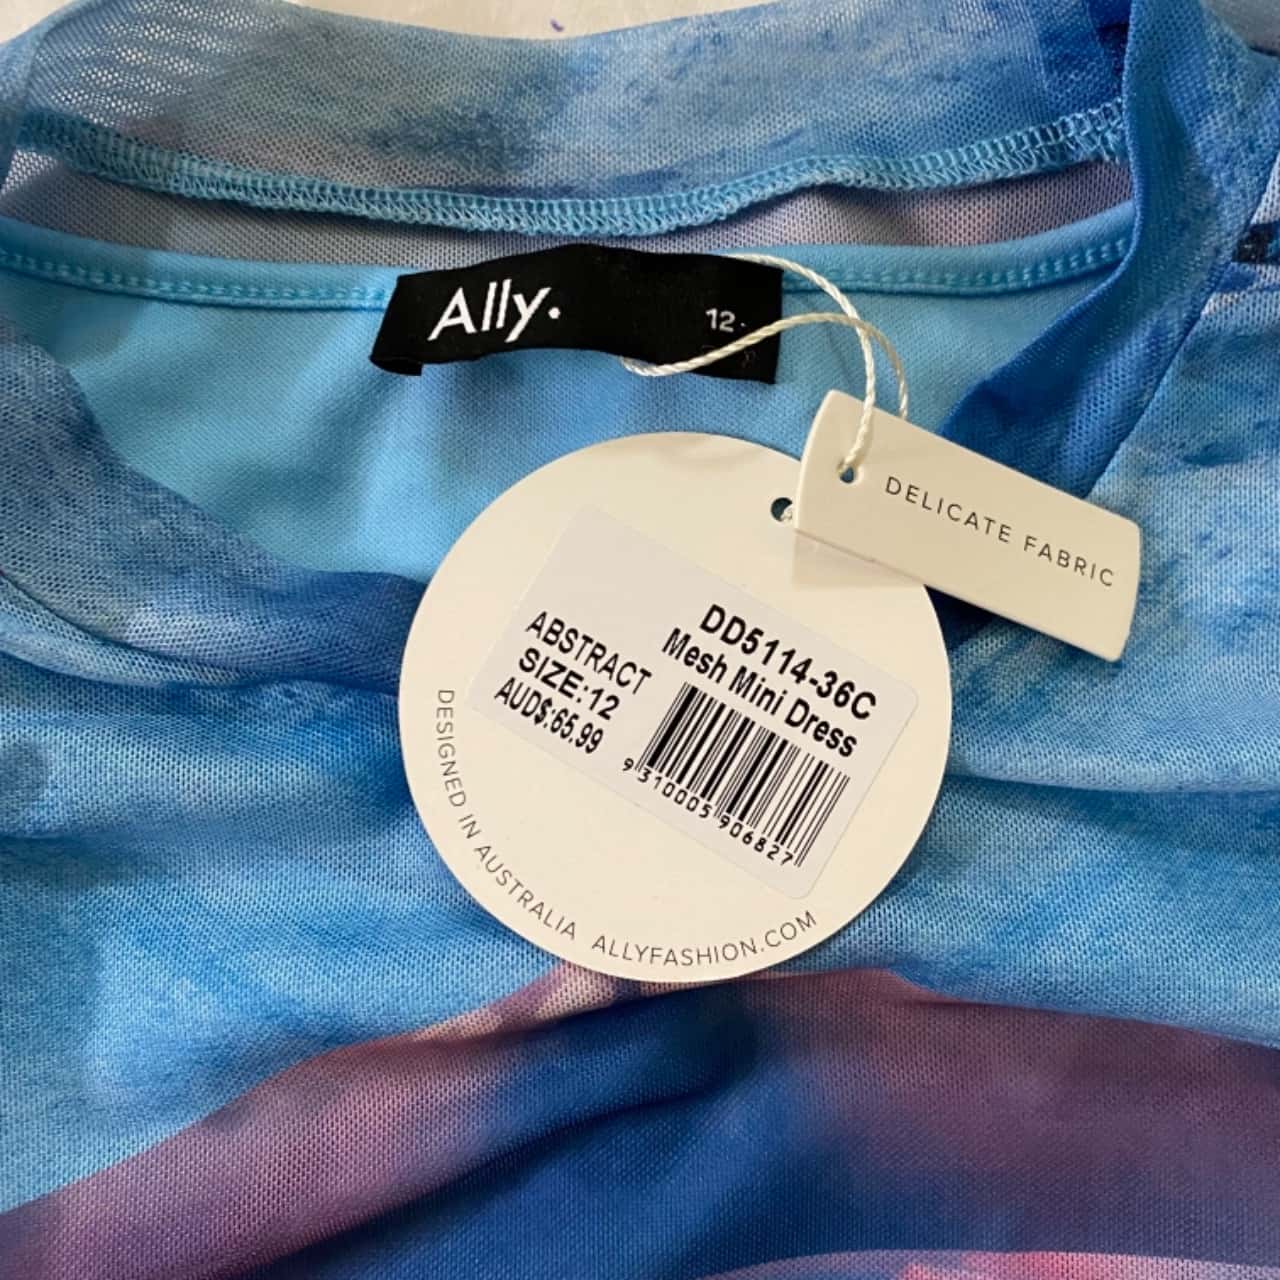 Ally.
12
DELICATE FABRIC
DD5114-36C
Mesh Mini Dress
ABSTRACT
SIZE:12
AUD$:65.99
9 310005 906827
DESIGNED IN AUSTRALIA ALLYFASHION.COM